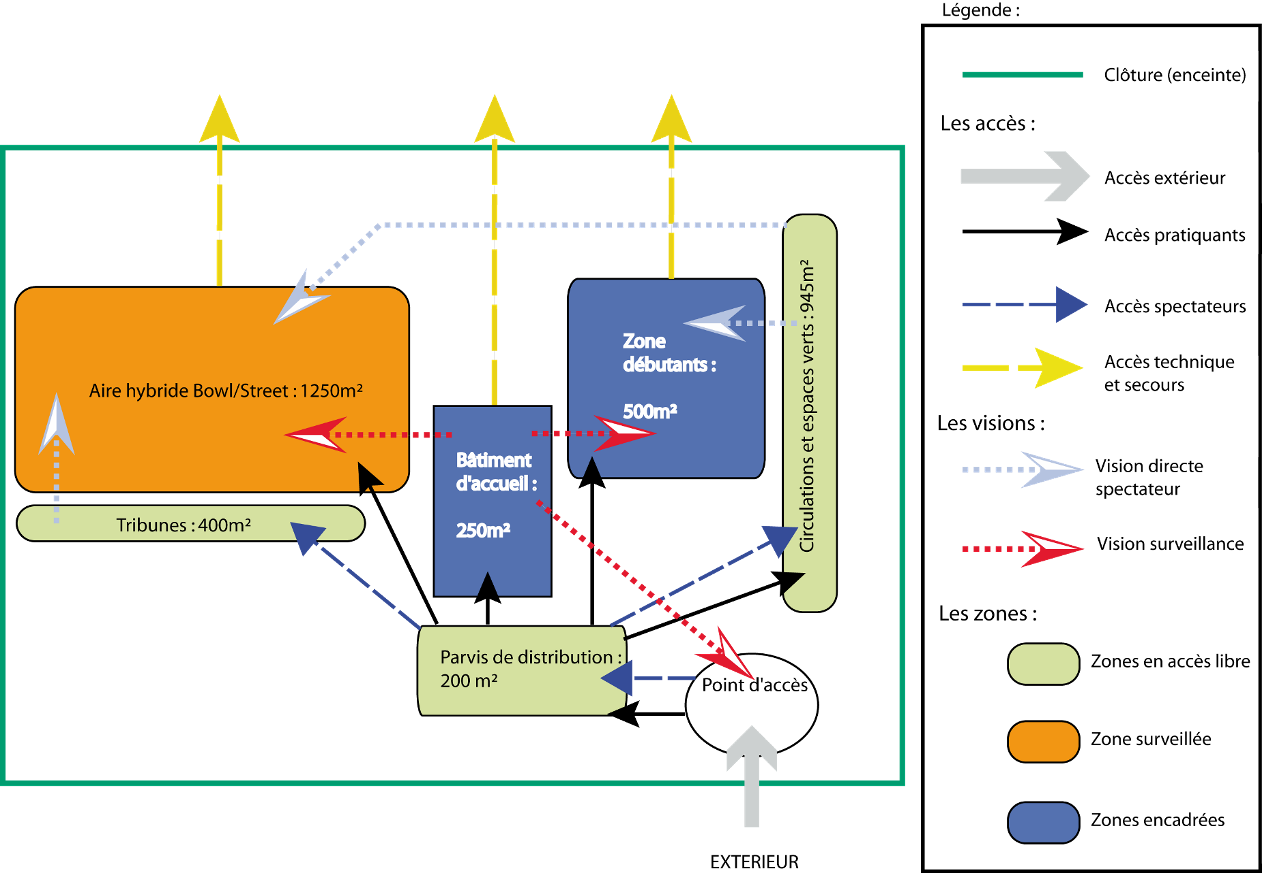 Légende :
Clôture (enceinte)
Les accès :
Accès extérieur
Accès pratiquants
Accès spectateurs
Accès technique
et secours
Les visions :
Vision directe
spectateur
Vision surveillance
Les zones :
Zones en accès libre
Zone surveillée
Zones encadrées
Aire hybride Bowl/Street : 1250m²
Zone
débutants :
500m²
Circulations et espaces verts : 945m²
Bâtiment
d'accueil :
250m²
Tribunes : 400m²
Parvis de distribution :
200 m²
Point d'accès
EXTERIEUR